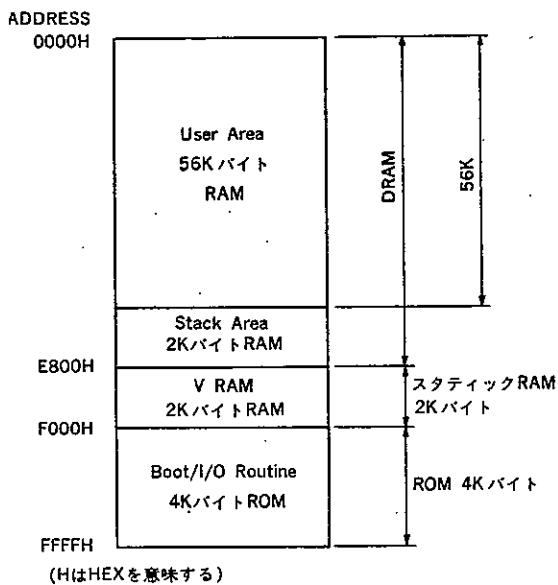 ADDRESS
0000H
User Area
56Kバイト
RAM
DRAM
56K
Stack Area
2KバイトRAM
E800H
V RAM
2KバイトRAM
スタティックRAM
2Kバイト
F000H
Boot/I/O Routine
4KバイトROM
ROM 4Kバイト
FFFFH
(HはHEXを意味する)